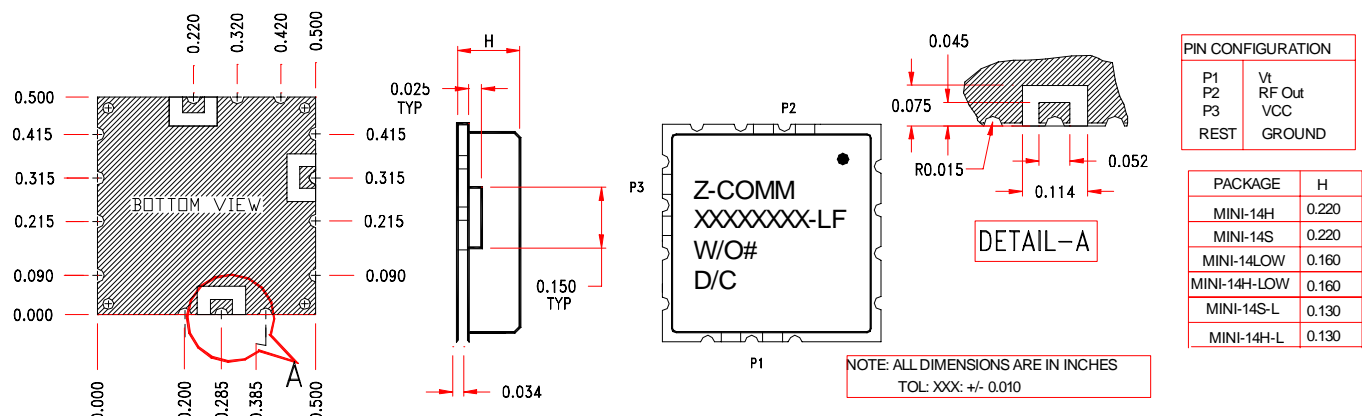 0.220
0.320
0.420
0.500
0.500
0.415
0.315
0.215
0.090
0.000
0.415
0.315
0.215
0.090
BOTTOM VIEW
A
0.000
0.200
0.285
0.385
0.500
H
0.025
TYP
0.150
TYP
0.034
P2
P3
Z-COMM
XXXXXXXX-LF
W/O#
D/C
P1
0.045
0.075
R0.015
0.052
0.114
DETAIL-A
NOTE: ALL DIMENSIONS ARE IN INCHES
TOL: XXX: +/- 0.010
PIN CONFIGURATION
P1 Vt
P2 RF Out
P3 VCC
REST GROUND
PACKAGE H
MINI-14H 0.220
MINI-14S 0.220
MINI-14LOW 0.160
MINI-14H-LOW 0.160
MINI-14S-L 0.130
MINI-14H-L 0.130